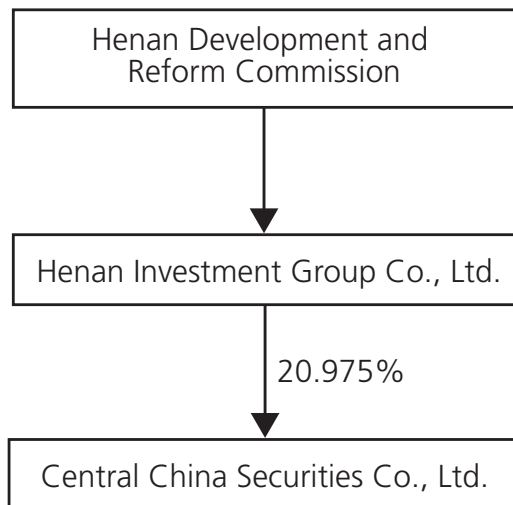 Henan Development and
Reform Commission
Henan Investment Group Co., Ltd.
20.975%
Central China Securities Co., Ltd.